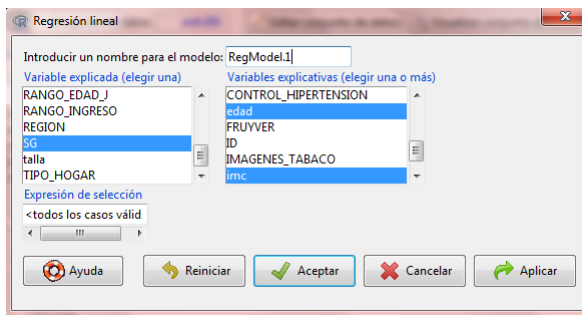 Regresión lineal
Introducir un nombre para el modelo: RegModel.1
Variable explicada (elegir una)
RANGO_EDAD_J
RANGO_INGRESO
REGION
SG
talla
TIPO_HOGAR
Variables explicativas (elegir una o más)
CONTROL_HIPERTENSION
edad
FRUYVER
ID
IMAGENES_TABACO
imc
Expresión de selección
<todos los casos válid
Ayuda
Reiniciar
Aceptar
Cancelar
Aplicar